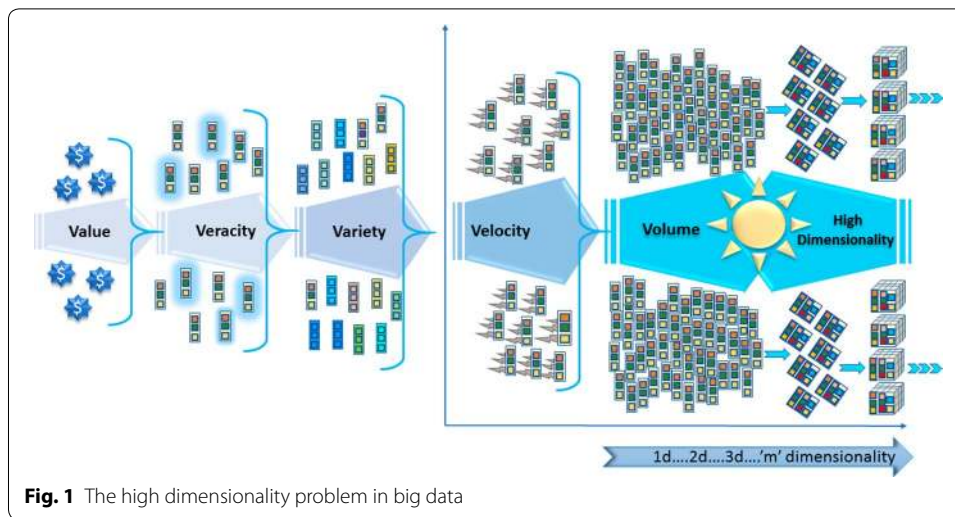 $
$
$
$
Value
Veracity
Variety
Velocity
Volume
High
Dimensionality
$
$
$
1d....2d....3d....'m' dimensionality
Fig. 1 The high dimensionality problem in big data